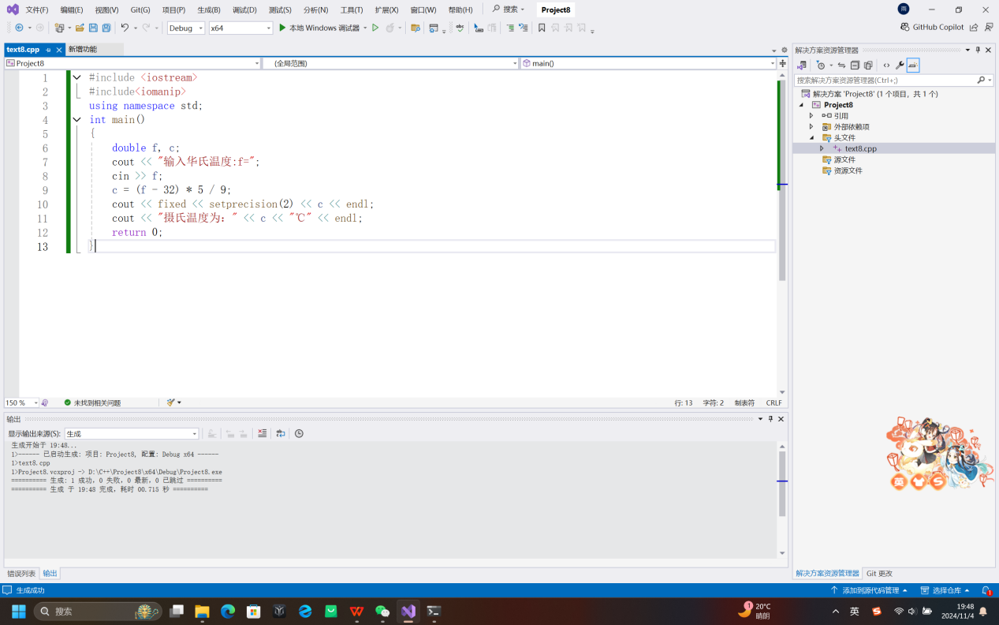 文件(F) 编辑(E) 视图(V) Git(G) 项目(P) 生成(B) 调试(D) 测试(S) 分析(N) 工具(T) 扩展(X) 窗口(W) 帮助(H) 搜索 Project8
Debug x64 本地 Windows 调试器 GitHub Copilot
text8.cpp 新增功能
Project8 (全局范围) main()
1 #include <iostream>
2 #include<iomanip>
3 using namespace std;
4 int main()
5 {
6 double f, c;
7 cout << "输入华氏温度:f=";
8 cin >> f;
9 c = (f - 32) * 5 / 9;
10 cout << fixed << setprecision(2) << c << endl;
11 cout << "摄氏温度为: " << c << "℃" << endl;
12 return 0;
13 }
150 % 未找到相关问题 行: 13 字符: 2 制表符 CRLF
输出
显示输出来源(S): 生成
生成开始于 19:48...
1>------ 已启动生成: 项目: Project8, 配置: Debug x64 ------
1>text8.cpp
1>Project8.vcxproj -> D:\C++\Project8\x64\Debug\Project8.exe
========== 生成: 1 成功，0 失败，0 最新，0 已跳过 ==========
========== 生成 于 19:48 完成，耗时 00.715 秒 ==========
错误列表 输出
解决方案资源管理器
搜索解决方案资源管理器(Ctrl+;)
解决方案 'Project8' (1 个项目，共 1 个)
Project8
引用
外部依赖项
头文件
text8.cpp
源文件
资源文件
英 S
解决方案资源管理器 Git 更改
生成成功 添加到源代码管理 选择仓库 1
搜索 1 20°C 晴朗 英 S 19:48 2024/11/4